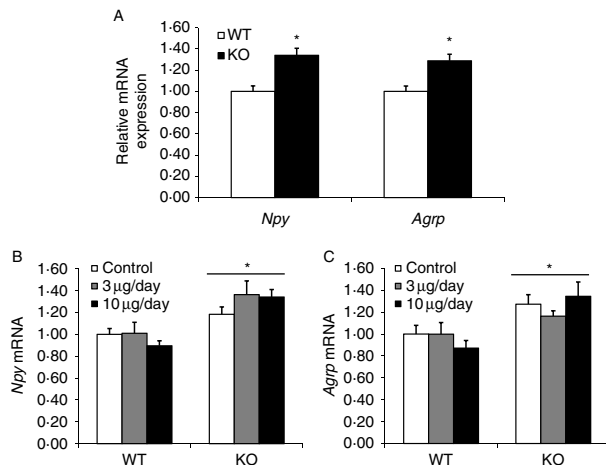 A
WT
KO
Relative mRNA
expression
1·60
1·40
1·20
1·00
0·80
0·60
0·40
0·20
0·00
*
*
Npy
Agrp
B
Control
3 µg/day
10 µg/day
Npy mRNA
1·60
1·40
1·20
1·00
0·80
0·60
0·40
0·20
0·00
*
WT
KO
C
Control
3 µg/day
10 µg/day
Agrp mRNA
1·60
1·40
1·20
1·00
0·80
0·60
0·40
0·20
0·00
*
WT
KO